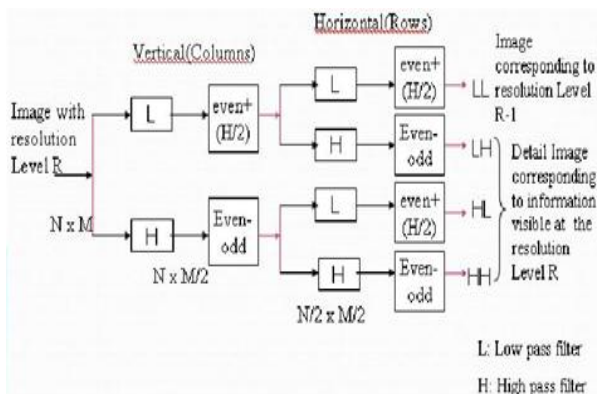 Horizontal(Rows)
Vertical(Columns)
Image with
resolution
Level R
N x M
L
even+
(H/2)
H
Even-
odd
N x M/2
L
even+
(H/2)
LL
H
Even-
odd
LH
L
even+
(H/2)
HL
H
Even-
odd
HH
N/2 x M/2
Image
corresponding to
resolution Level
R-1
Detail Image
corresponding
to information
visible at the
resolution
Level R
L: Low pass filter
H: High pass filter